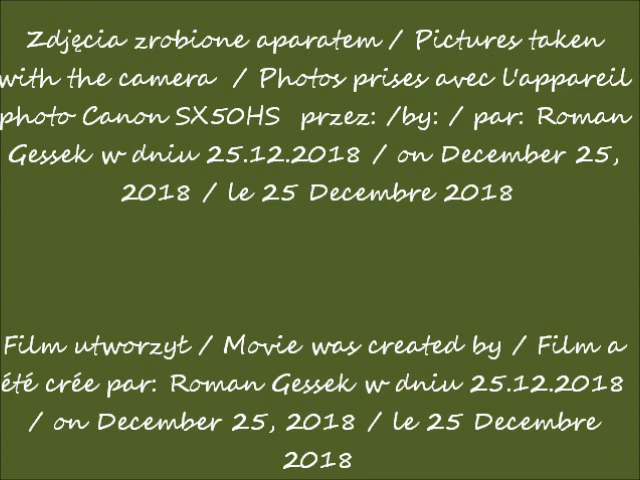 Zdjęcia zrobione aparatem / Pictures taken
with the camera / Photos prises avec l'appareil
photo Canon SX50HS przez: /by: / par: Roman
Gessek w dniu 25.12.2018 / on December 25,
2018 / le 25 Decembre 2018
Film utworzył / Movie was created by / Film a
été crée par: Roman Gessek w dniu 25.12.2018
/ on December 25, 2018 / le 25 Decembre
2018